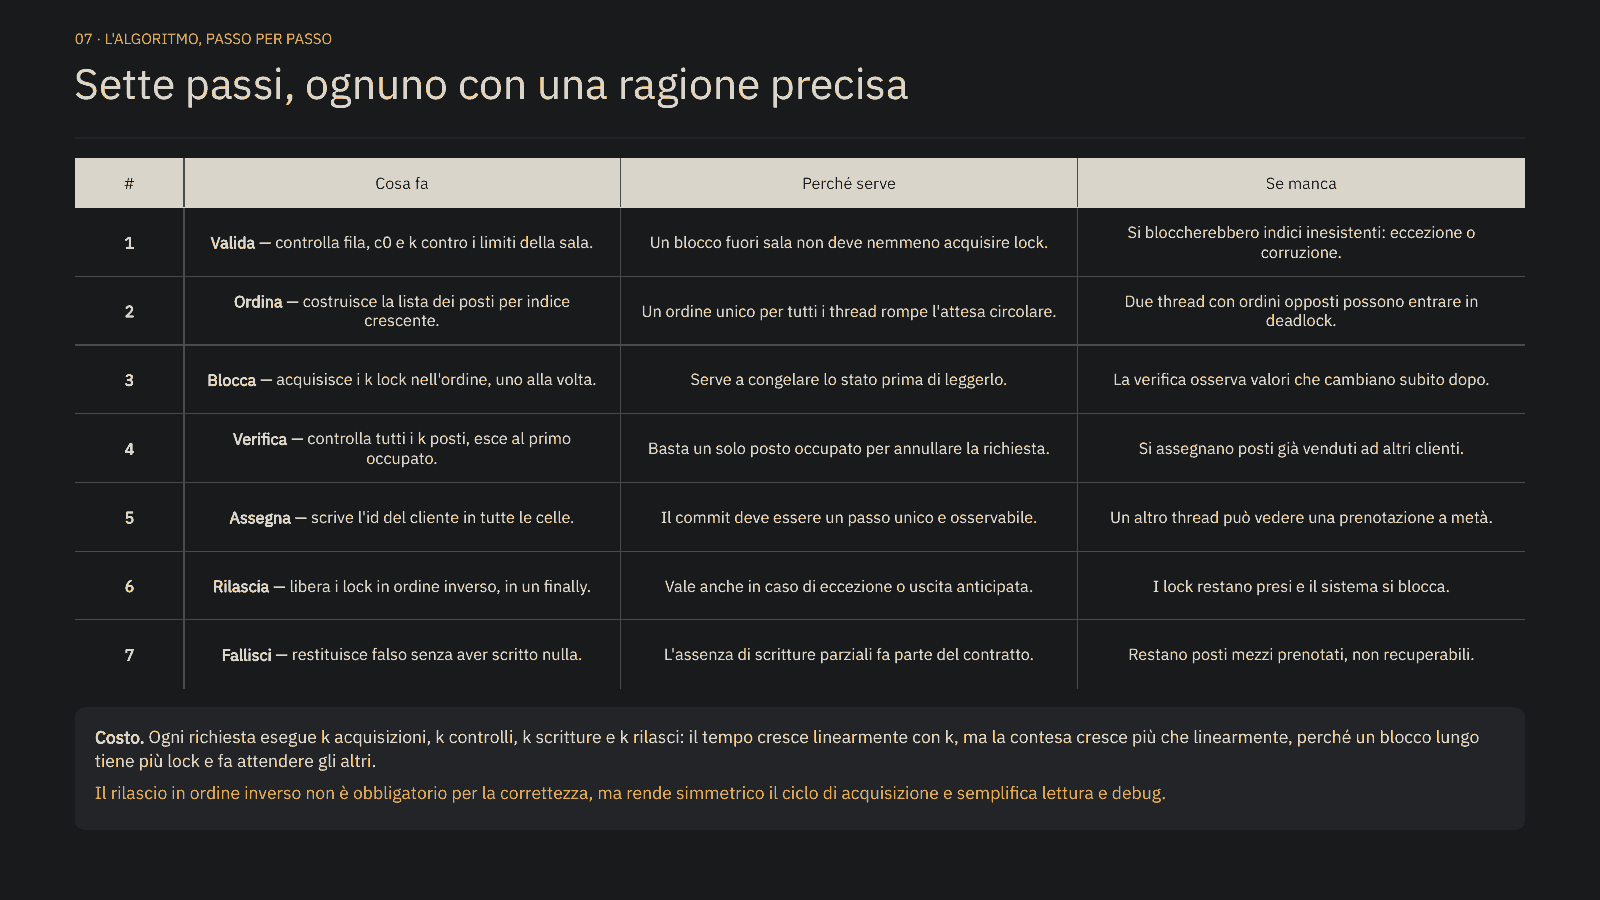 07 · L'ALGORITMO, PASSO PER PASSO
Sette passi, ognuno con una ragione precisa
# Cosa fa Perché serve Se manca
1 Valida — controlla fila, c0 e k contro i limiti della sala. Un blocco fuori sala non deve nemmeno acquisire lock. Si bloccherebbero indici inesistenti: eccezione o
corruzione.
2 Ordina — costruisce la lista dei posti per indice
crescente. Un ordine unico per tutti i thread rompe l'attesa circolare. Due thread con ordini opposti possono entrare in
deadlock.
3 Blocca — acquisisce i k lock nell'ordine, uno alla volta. Serve a congelare lo stato prima di leggerlo. La verifica osserva valori che cambiano subito dopo.
4 Verifica — controlla tutti i k posti, esce al primo
occupato. Basta un solo posto occupato per annullare la richiesta. Si assegnano posti già venduti ad altri clienti.
5 Assegna — scrive l'id del cliente in tutte le celle. Il commit deve essere un passo unico e osservabile. Un altro thread può vedere una prenotazione a metà.
6 Rilascia — libera i lock in ordine inverso, in un finally. Vale anche in caso di eccezione o uscita anticipata. I lock restano presi e il sistema si blocca.
7 Fallisci — restituisce falso senza aver scritto nulla. L'assenza di scritture parziali fa parte del contratto. Restano posti mezzi prenotati, non recuperabili.
Costo. Ogni richiesta esegue k acquisizioni, k controlli, k scritture e k rilasci: il tempo cresce linearmente con k, ma la contesa cresce più che linearmente, perché un blocco lungo
tiene più lock e fa attendere gli altri.
Il rilascio in ordine inverso non è obbligatorio per la correttezza, ma rende simmetrico il ciclo di acquisizione e semplifica lettura e debug.